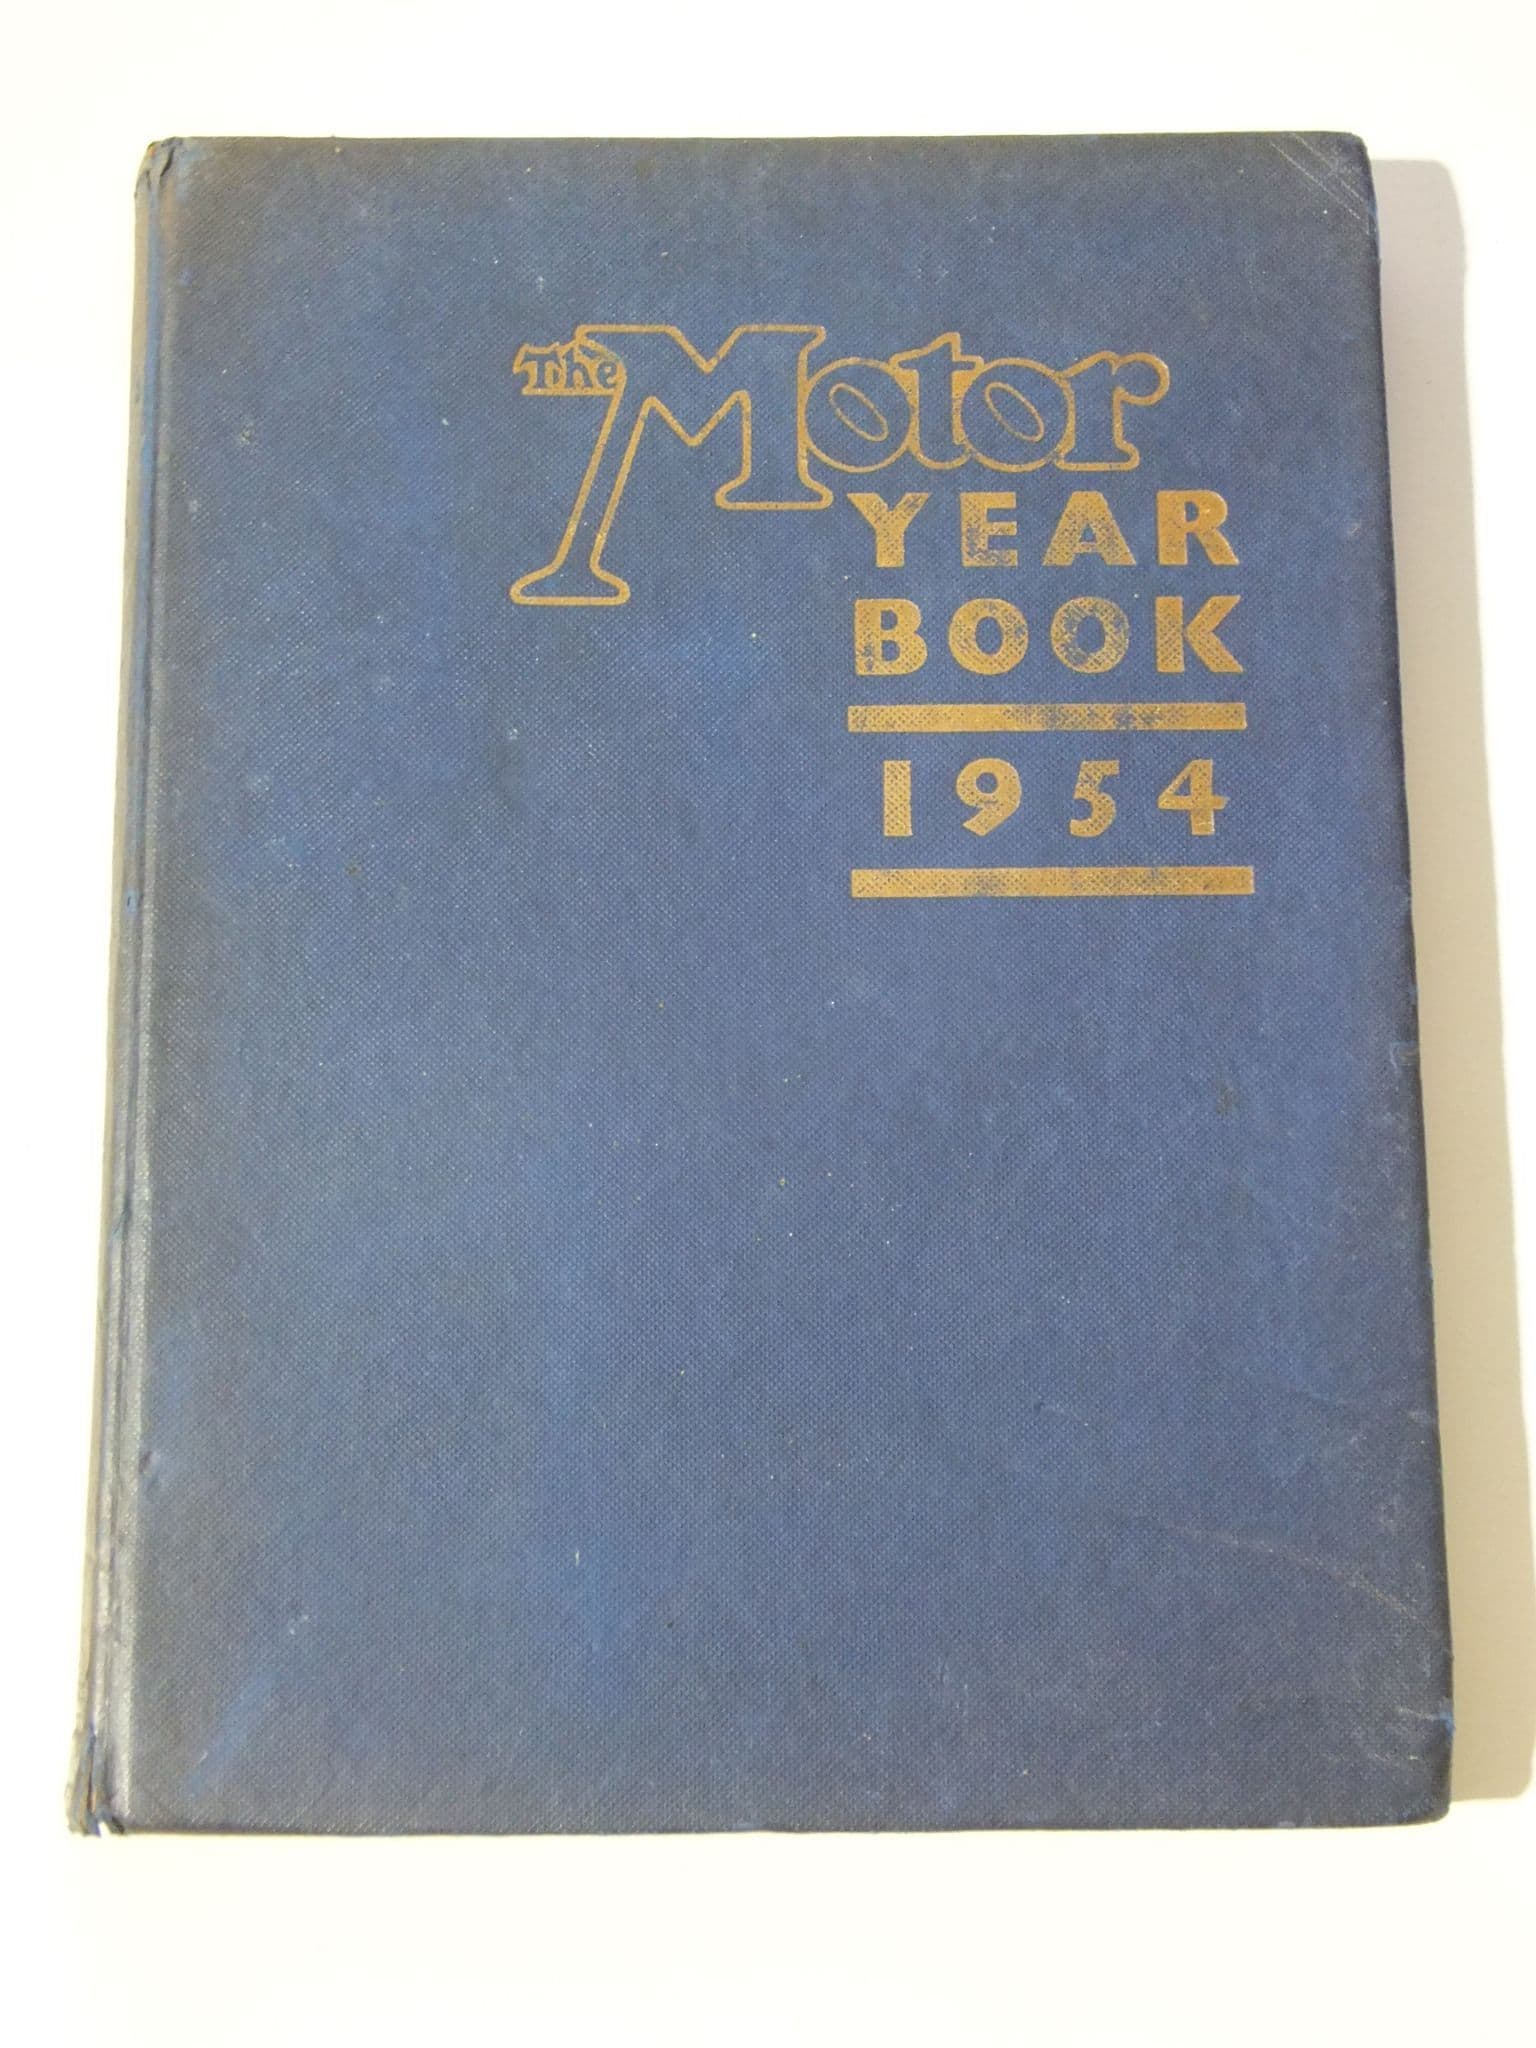 The Motor
YEAR
BOOK
1954